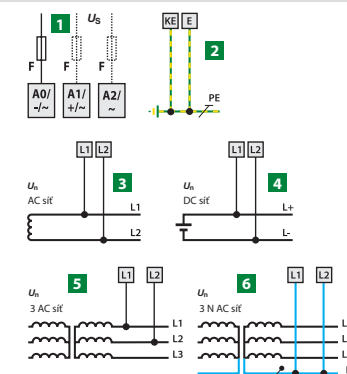 1 Us
F F F
A0/ -/~ A1/ +/~ A2/ ~
KE E
2
PE
L1 L2
3
Un
AC síť
L1
L2
L1 L2
4
Un
DC síť
L+
L-
5
L1 L2
Un
3 AC síť
L1
L2
L3
6
L1 L2
Un
3 N AC síť
L
L
L